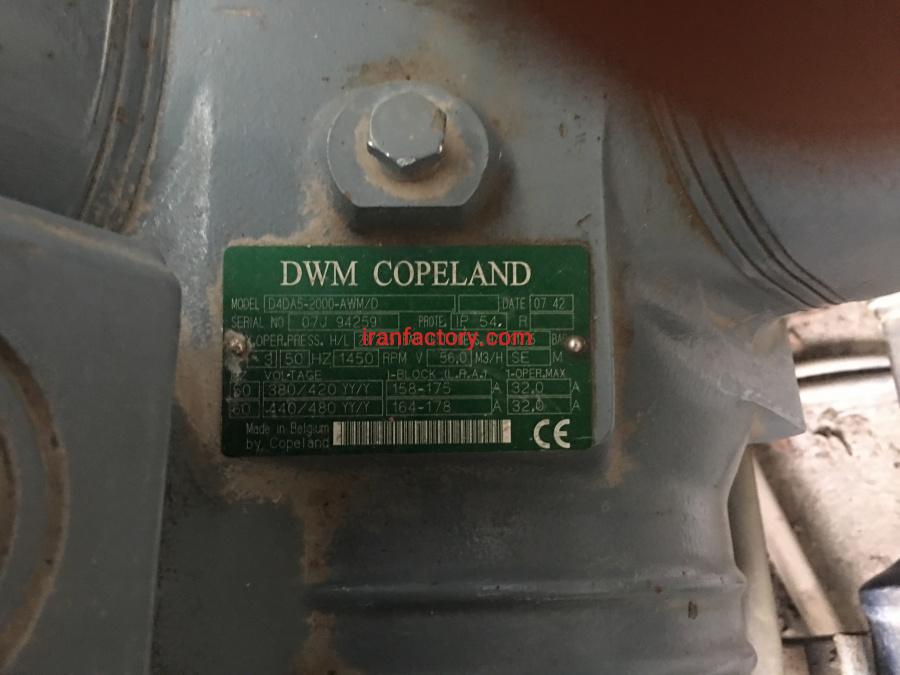 DWM COPELAND
MODEL D4DA5-2000-AWM/D DATE 07 42
SERIAL NO 07J 94259 PROTE. IP 54, R
OPER.PRESS. H/L BAR
Iranfactory.com
3 50 HZ 1450 RPM V 56,0 M3/H SE M
HZ VOLTAGE I-BLOCK (L.R.A.) I-OPER.MAX
50 380/420 YY/Y 158-175 A 32,0 A
60 440/480 YY/Y 164-178 A 32,0 A
Made in Belgium
by Copeland CE